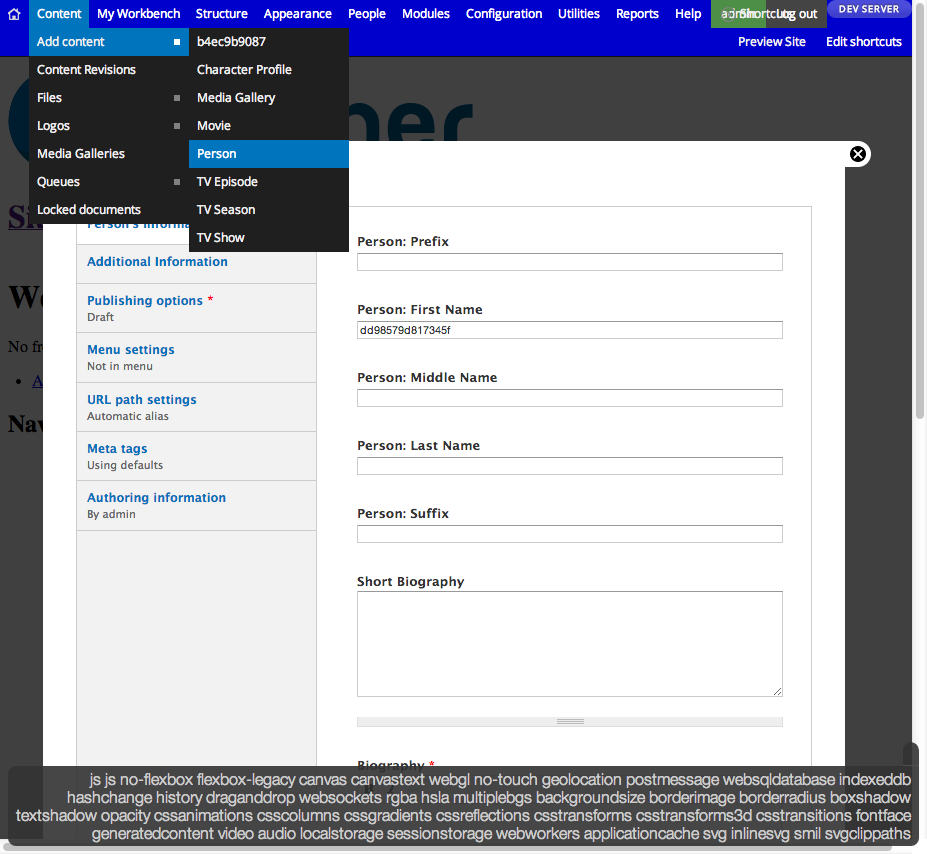 Content My Workbench Structure Appearance People Modules Configuration Utilities Reports Help admin Shortcuts Log out DEV SERVER
Preview Site Edit shortcuts
Add content
Content Revisions
Files
Logos
Media Galleries
Queues
Locked documents
b4ec9b9087
Character Profile
Media Gallery
Movie
Person
TV Episode
TV Season
TV Show
No
Additional Information
Publishing options *
Draft
Menu settings
Not in menu
URL path settings
Automatic alias
Meta tags
Using defaults
Authoring information
By admin
Person: Prefix
Person: First Name
dd98579d817345f
Person: Middle Name
Person: Last Name
Person: Suffix
Short Biography
Biography *
js js no-flexbox flexbox-legacy canvas canvastext webgl no-touch geolocation postmessage websqldatabase indexeddb
hashchange history draganddrop websockets rgba hsla multiplebgs backgroundsize borderimage borderradius boxshadow
textshadow opacity cssanimations csscolumns cssgradients cssreflections csstransforms csstransforms3d csstransitions fontface
generatedcontent video audio localstorage sessionstorage webworkers applicationcache svg inlinesvg smil svgclippaths